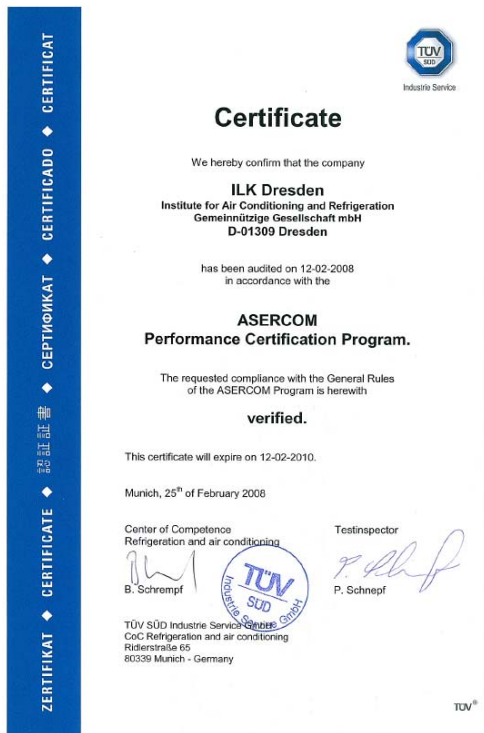 TÜV
SÜD
Industrie Service
Certificate
We hereby confirm that the company
ILK Dresden
Institute for Air Conditioning and Refrigeration
Gemeinnützige Gesellschaft mbH
D-01309 Dresden
has been audited on 12-02-2008
in accordance with the
ASERCOM
Performance Certification Program.
The requested compliance with the General Rules
of the ASERCOM Program is herewith
verified.
This certificate will expire on 12-02-2010.
Munich, 25th of February 2008
Center of Competence
Refrigeration and air conditioning
B. Schrempf
Testinspector
P. Schnepf
TÜV
SÜD
Industrie Service GmbH
TÜV SÜD Industrie Service GmbH
CoC Refrigeration and air conditioning
Ridlerstraße 65
80339 Munich - Germany
TÜV®
ZERTIFIKAT ◆ CERTIFICATE ◆ 認証証書 ◆ СЕРТИФИКАТ ◆ CERTIFICADO ◆ CERTIFICAT